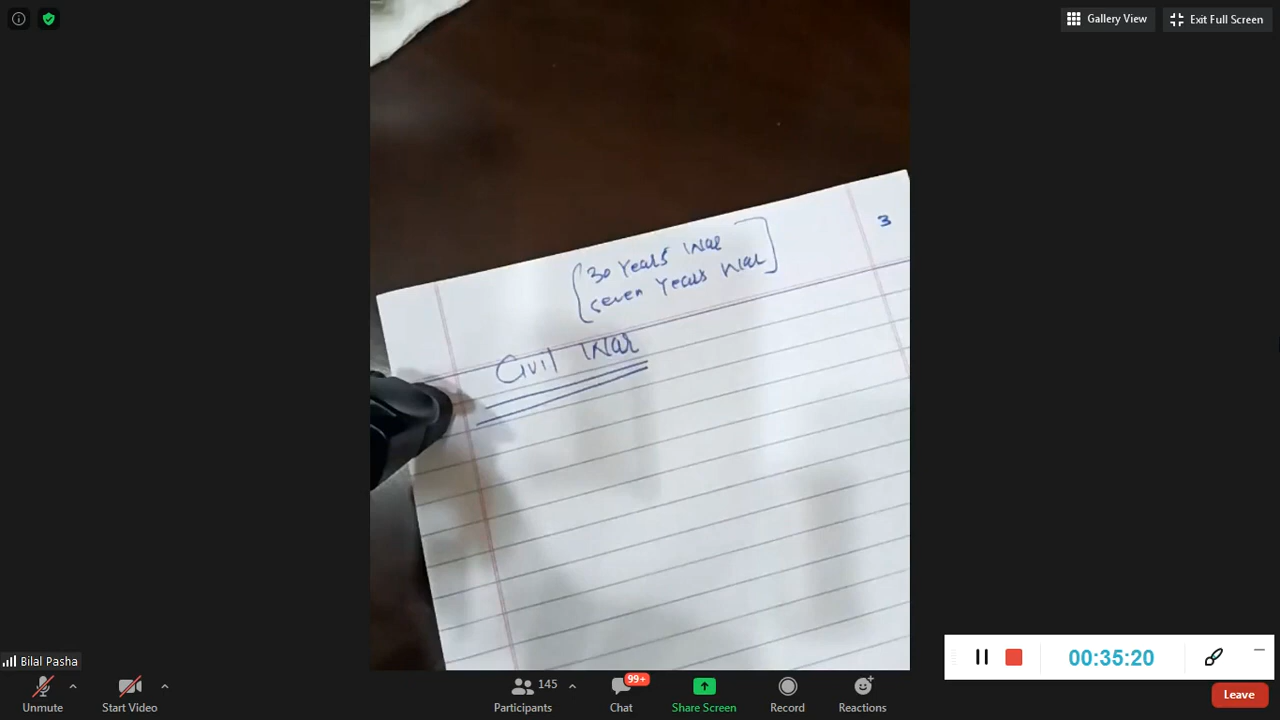 Gallery View
Exit Full Screen
3
30 Years War
Seven Years War
Civil War
Bilal Pasha
00:35:20
Unmute
Start Video
145
Participants
99+
Chat
Share Screen
Record
Reactions
Leave